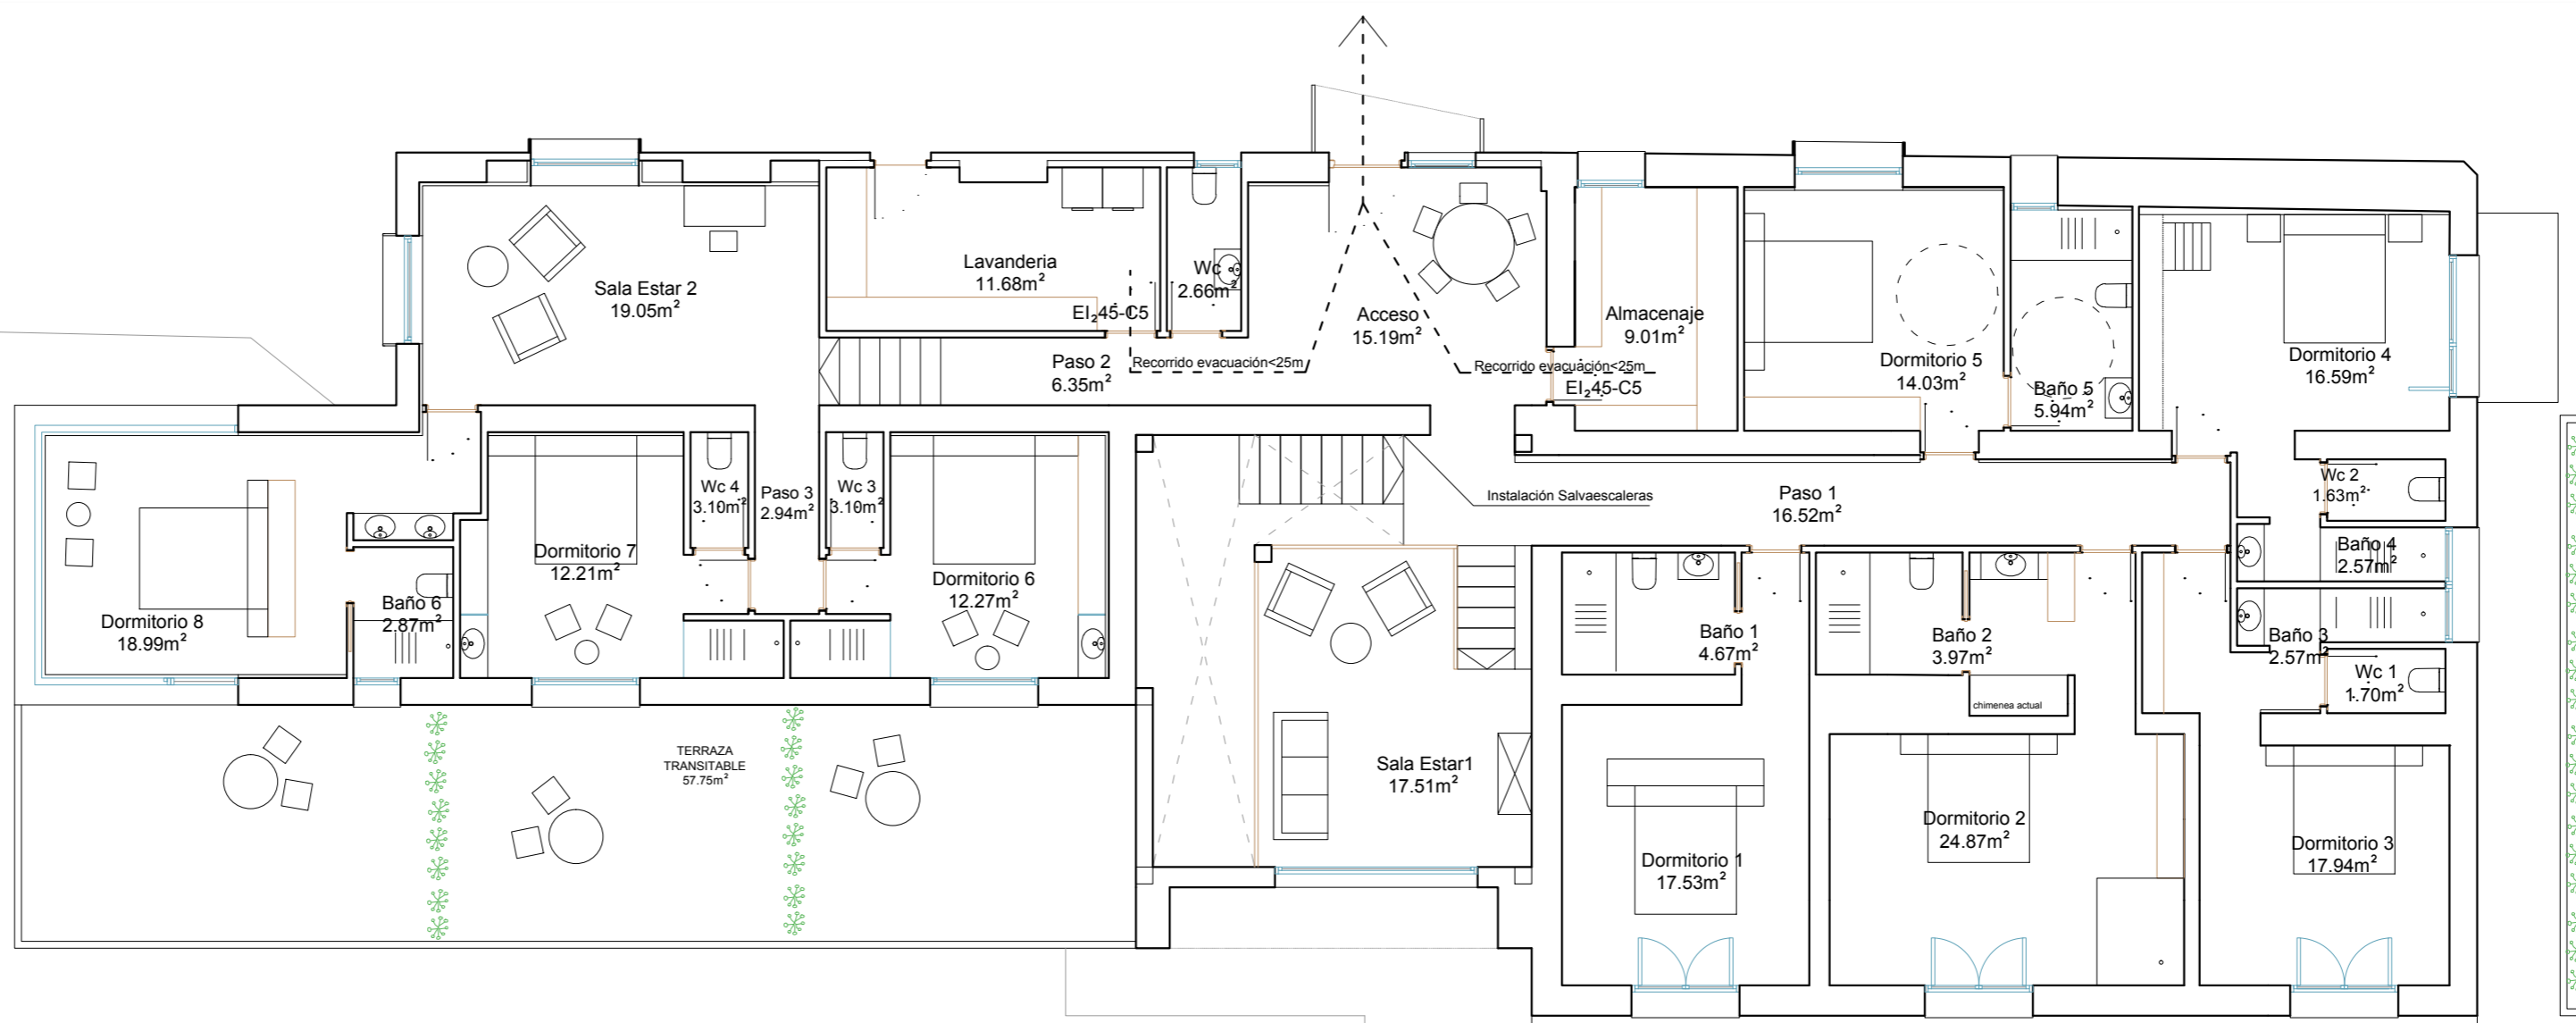 Sala Estar 2
19.05m²
Lavanderia
11.68m²
EI₂45-C5
Wc
2.66m²
Acceso
15.19m²
Almacenaje
9.01m²
EI₂45-C5
Dormitorio 5
14.03m²
Baño 5
5.94m²
Dormitorio 4
16.59m²
Paso 2
6.35m²
Recorrido evacuación<25m
Recorrido evacuación<25m
Wc 4
3.10m²
Paso 3
2.94m²
Wc 3
3.10m²
Instalación Salvaescaleras
Paso 1
16.52m²
Wc 2
1.63m²
Baño 4
2.57m²
Dormitorio 7
12.21m²
Dormitorio 6
12.27m²
Dormitorio 8
18.99m²
Baño 6
2.87m²
Baño 1
4.67m²
Baño 2
3.97m²
Baño 3
2.57m²
Wc 1
1.70m²
chimenea actual
TERRAZA
TRANSITABLE
57.75m²
Sala Estar1
17.51m²
Dormitorio 1
17.53m²
Dormitorio 2
24.87m²
Dormitorio 3
17.94m²